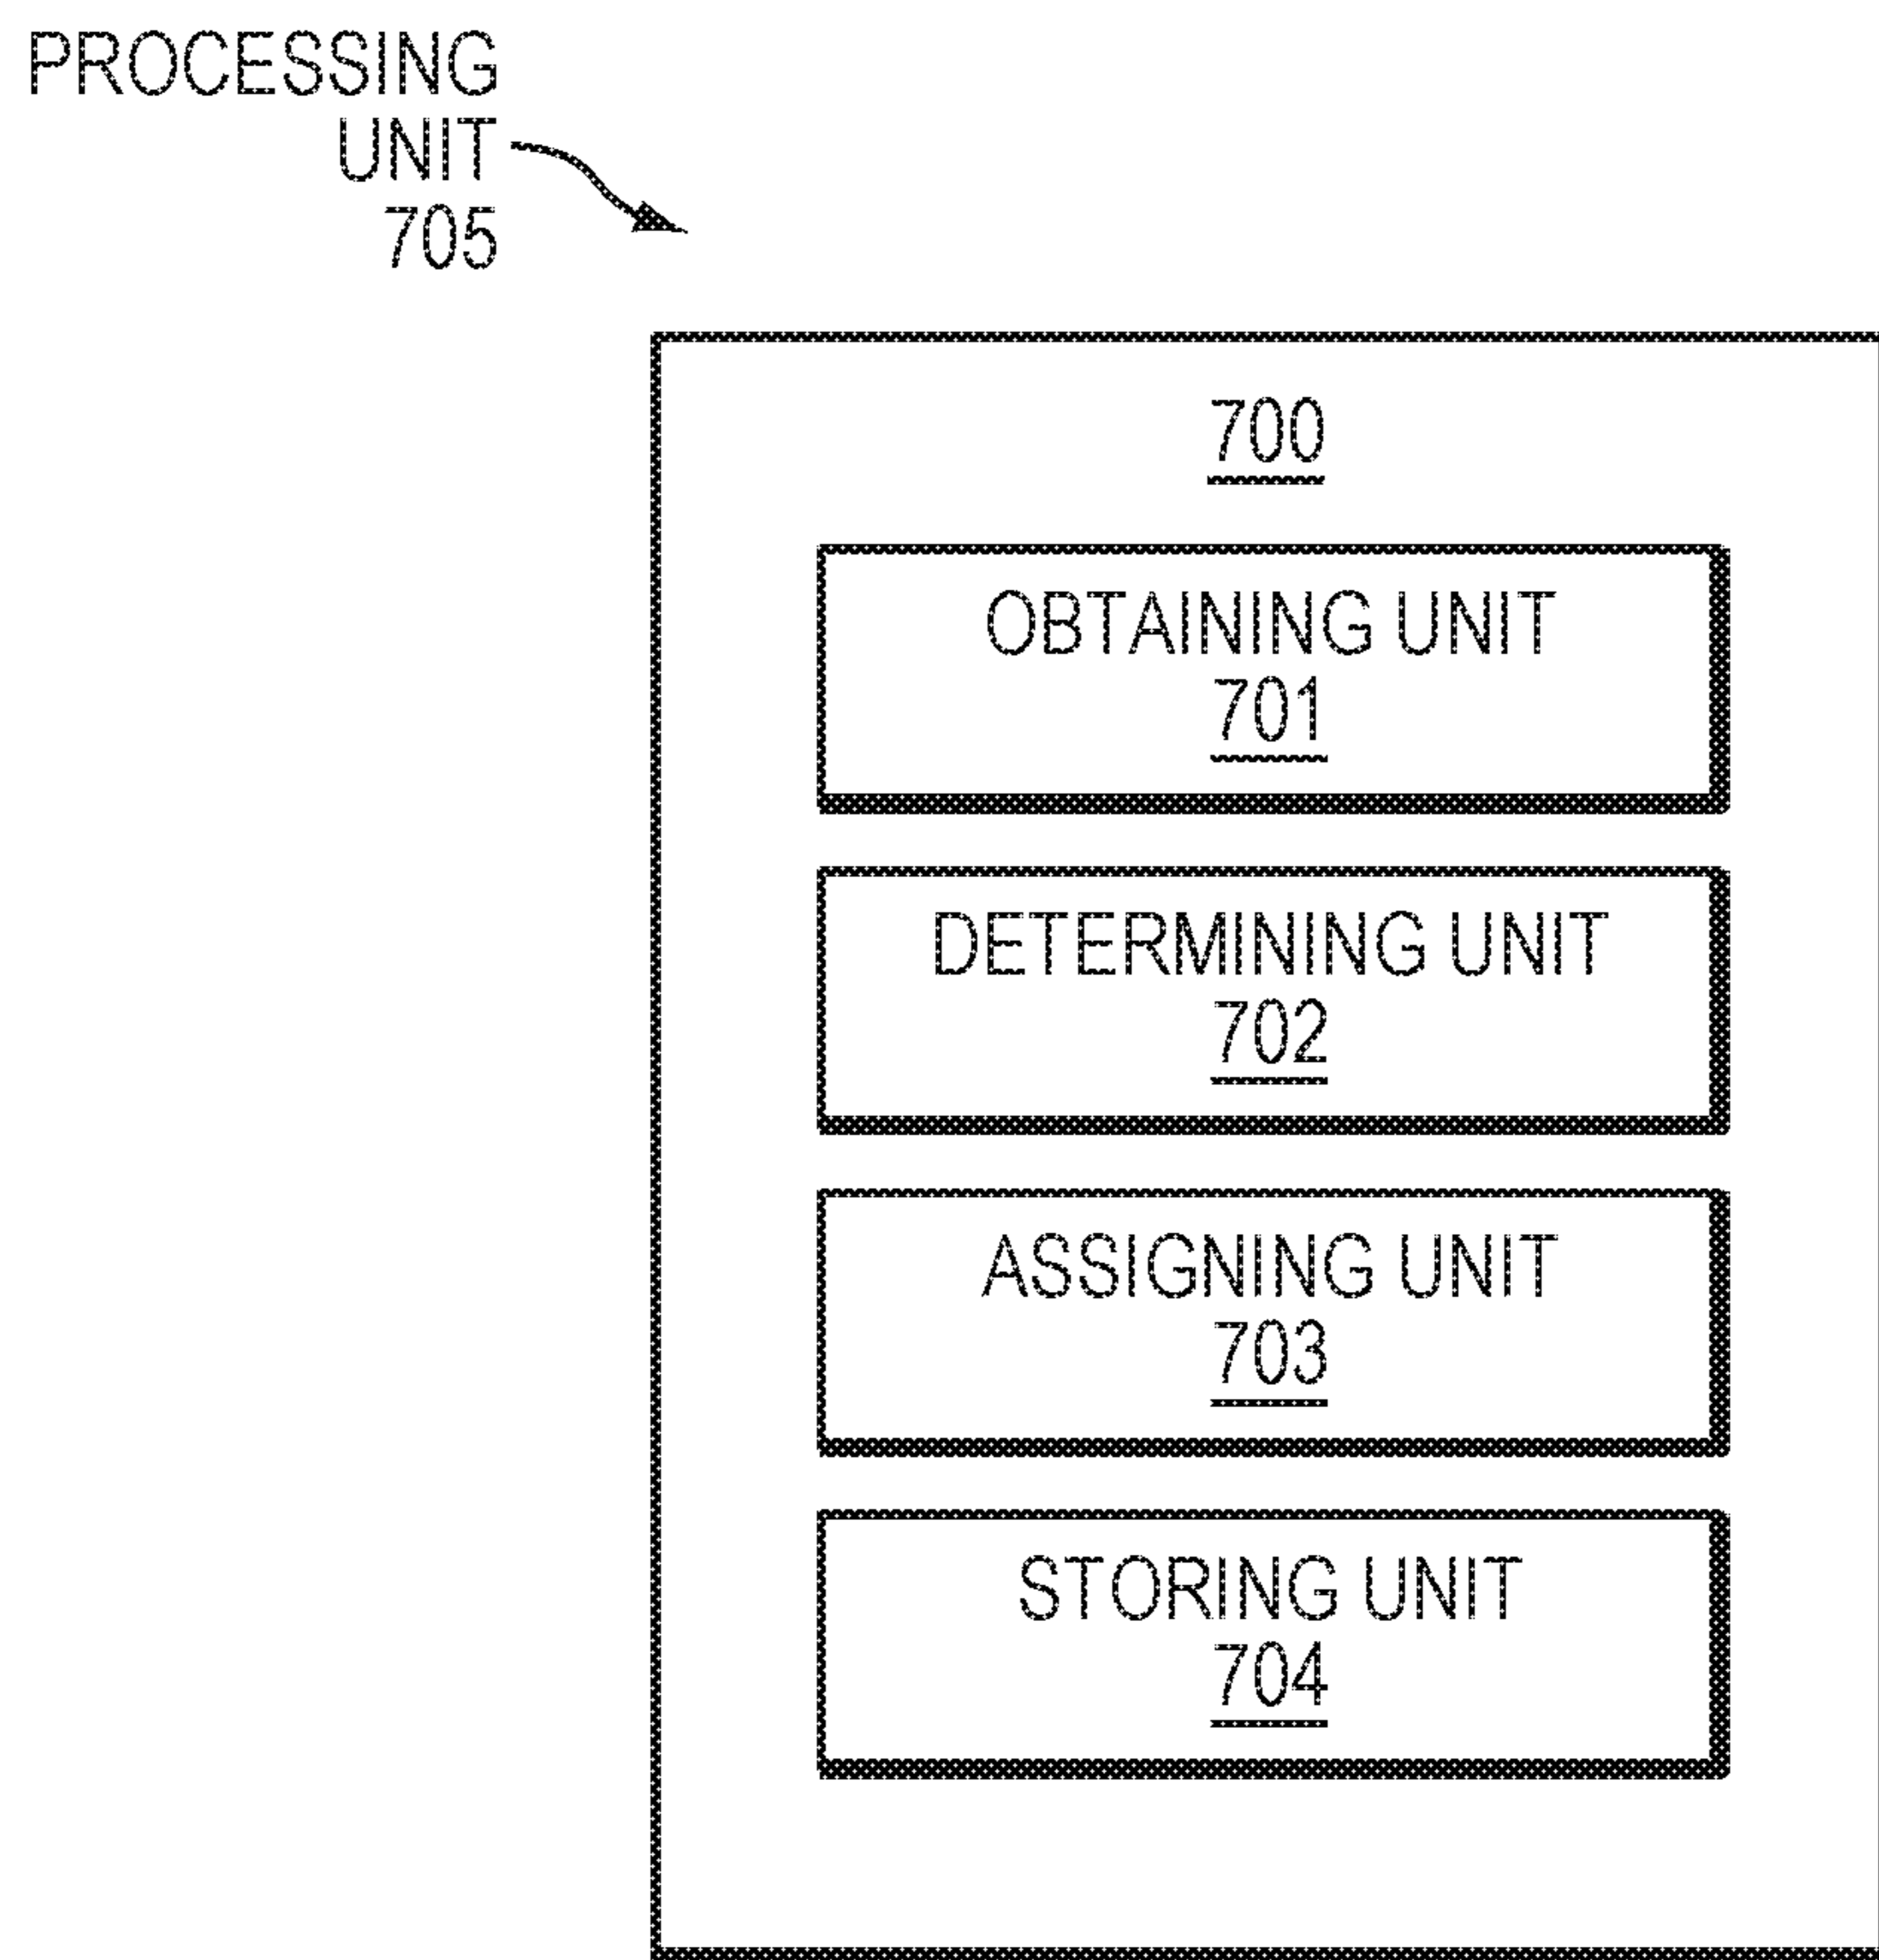 PROCESSING
UNIT
705
700
OBTAINING UNIT
701
DETERMINING UNIT
702
ASSIGNING UNIT
703
STORING UNIT
704